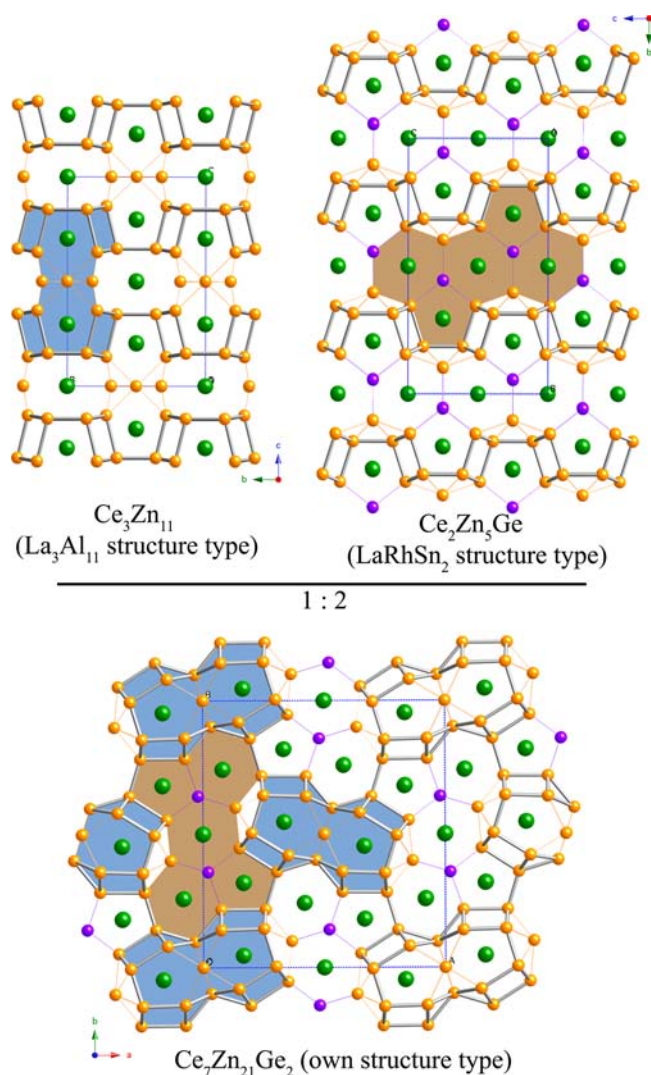 c
b
C
c
b
Ce₃Zn₁₁
(La₃Al₁₁ structure type)
Ce₂Zn₅Ge
(LaRhSn₂ structure type)
1 : 2
B
A
b
a
Ce₇Zn₂₁Ge₂ (own structure type)